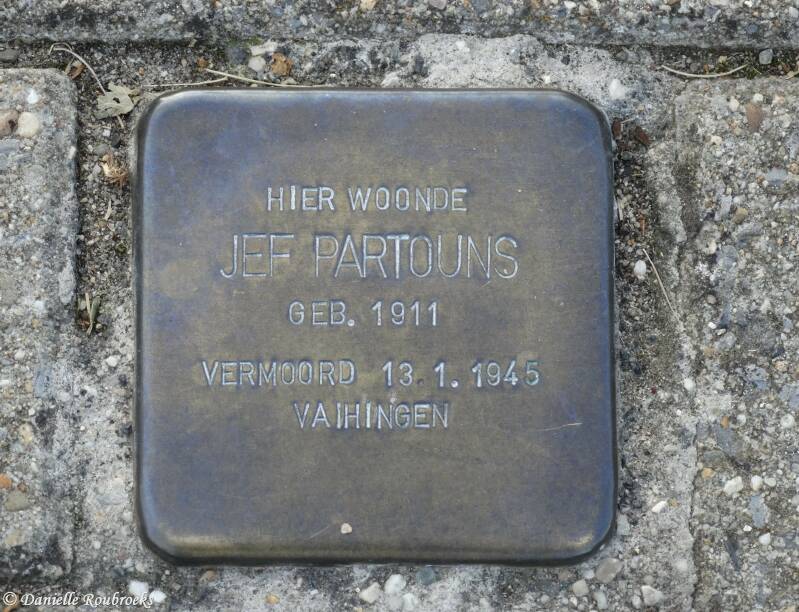 HIER WOONDE
JEF PARTOUNS
GEB. 1911
VERMOORD 13.1.1945
VAIHINGEN
© Danielle Roubroeks